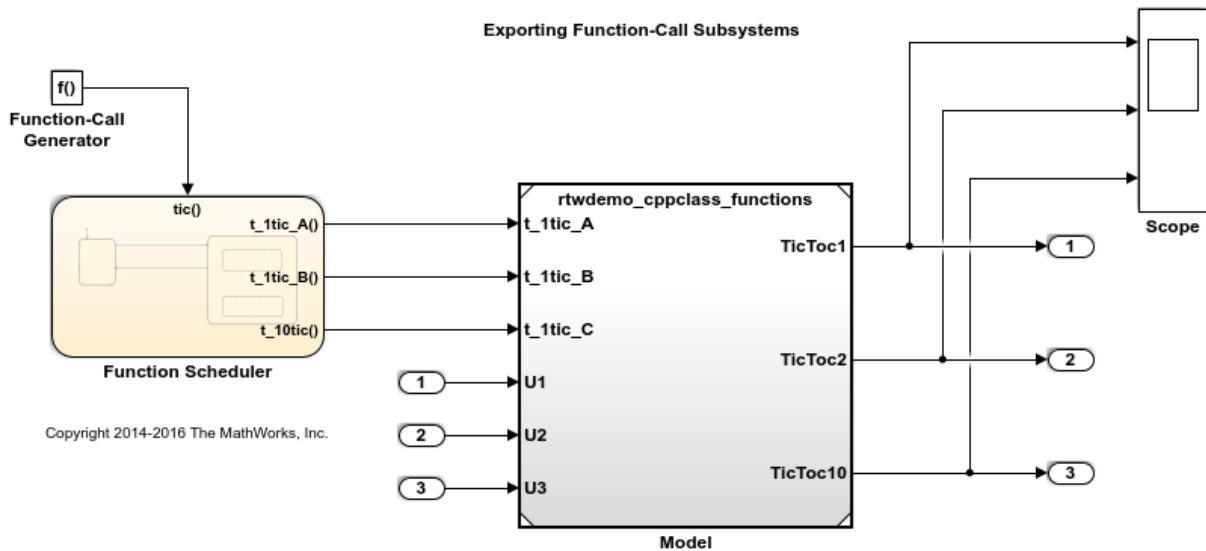 Exporting Function-Call Subsystems
f()
Function-Call
Generator
tic()
t_1tic_A()
t_1tic_B()
t_10tic()
Function Scheduler
Copyright 2014-2016 The MathWorks, Inc.
1
2
3
rtwdemo_cppclass_functions
t_1tic_A
t_1tic_B
t_1tic_C
U1
U2
U3
TicToc1
TicToc2
TicToc10
Model
Scope
1
2
3